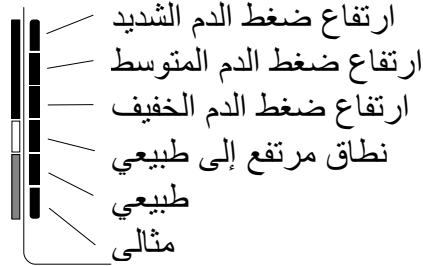 ارتفاع ضغط الدم الشديد
ارتفاع ضغط الدم المتوسط
ارتفاع ضغط الدم الخفيف
نطاق مرتفع إلى طبيعي
طبيعي
مثالي